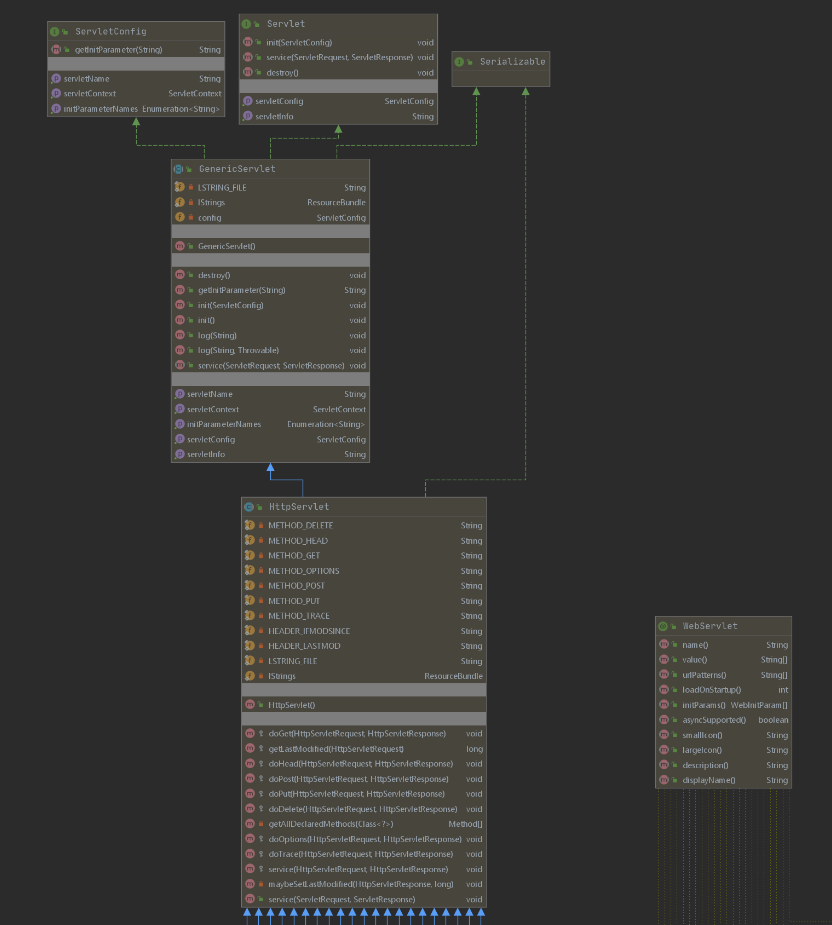 ServletConfig
getInitParameter(String) String
servletName String
servletContext ServletContext
initParameterNames Enumeration<String>
Servlet
init(ServletConfig) void
service(ServletRequest, ServletResponse) void
destroy() void
servletConfig ServletConfig
servletInfo String
Serializable
GenericServlet
LSTRING_FILE String
lStrings ResourceBundle
config ServletConfig
GenericServlet()
destroy() void
getInitParameter(String) String
init(ServletConfig) void
init() void
log(String) void
log(String, Throwable) void
service(ServletRequest, ServletResponse) void
servletName String
servletContext ServletContext
initParameterNames Enumeration<String>
servletConfig ServletConfig
servletInfo String
HttpServlet
METHOD_DELETE String
METHOD_HEAD String
METHOD_GET String
METHOD_OPTIONS String
METHOD_POST String
METHOD_PUT String
METHOD_TRACE String
HEADER_IFMODSINCE String
HEADER_LASTMOD String
LSTRING_FILE String
lStrings ResourceBundle
HttpServlet()
doGet(HttpServletRequest, HttpServletResponse) void
getLastModified(HttpServletRequest) long
doHead(HttpServletRequest, HttpServletResponse) void
doPost(HttpServletRequest, HttpServletResponse) void
doPut(HttpServletRequest, HttpServletResponse) void
doDelete(HttpServletRequest, HttpServletResponse) void
getAllDeclaredMethods(Class<?>) Method[]
doOptions(HttpServletRequest, HttpServletResponse) void
doTrace(HttpServletRequest, HttpServletResponse) void
service(HttpServletRequest, HttpServletResponse) void
maybeSetLastModified(HttpServletResponse, long) void
service(ServletRequest, ServletResponse) void
WebServlet
name() String
value() String[]
urlPatterns() String[]
loadOnStartup() int
initParams() WebInitParam[]
asyncSupported() boolean
smallIcon() String
largeIcon() String
description() String
displayName() String